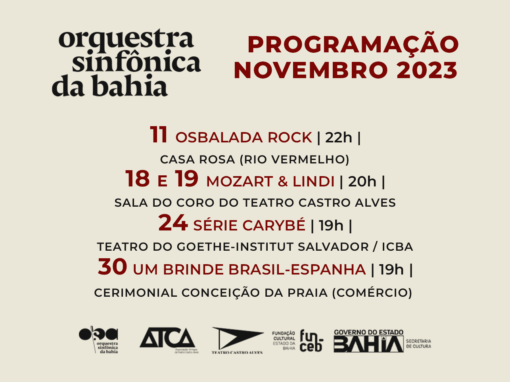 orquestra
sinfônica
da bahia
PROGRAMAÇÃO
NOVEMBRO 2023
11 OSBALADA ROCK | 22h |
CASA ROSA (RIO VERMELHO)
18 E 19 MOZART & LINDI | 20h |
SALA DO CORO DO TEATRO CASTRO ALVES
24 SÉRIE CARYBÉ | 19h |
TEATRO DO GOETHE-INSTITUT SALVADOR / ICBA
30 UM BRINDE BRASIL-ESPANHA | 19h |
CERIMONIAL CONCEIÇÃO DA PRAIA (COMÉRCIO)
orquestra
sinfônica
da bahia
ATCA
TEATRO CASTRO ALVES
FUNDAÇÃO
CULTURAL
ESTADO DA
BAHIA
fun
ceb
GOVERNO DO ESTADO
BAHIA
SECRETARIA
DE CULTURA